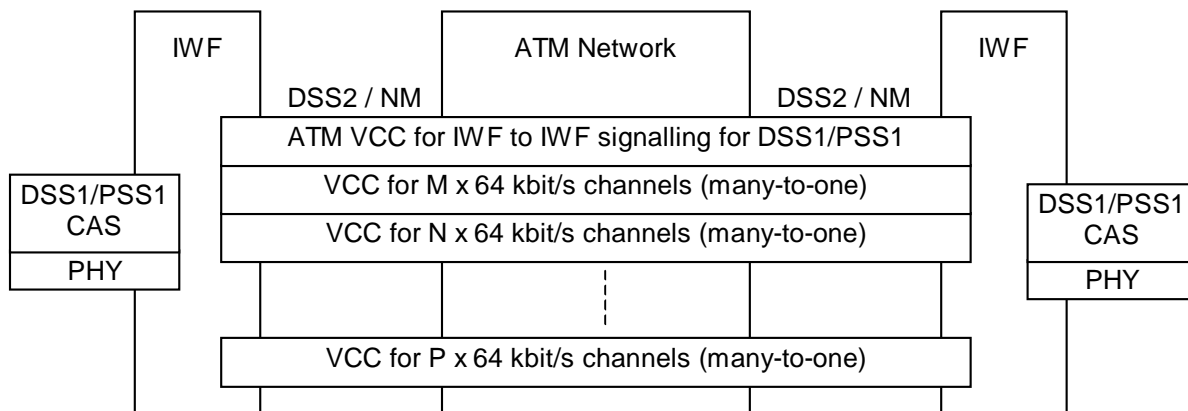 IWF
ATM Network
IWF
DSS2 / NM
DSS2 / NM
ATM VCC for IWF to IWF signalling for DSS1/PSS1
VCC for M x 64 kbit/s channels (many-to-one)
DSS1/PSS1
CAS
DSS1/PSS1
CAS
VCC for N x 64 kbit/s channels (many-to-one)
PHY
PHY
VCC for P x 64 kbit/s channels (many-to-one)